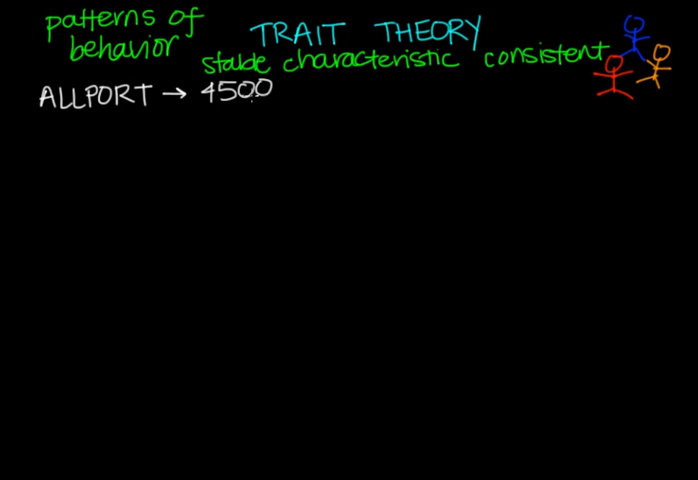 patterns of
behavior
TRAIT THEORY
stable characteristic consistent
ALLPORT → 4500